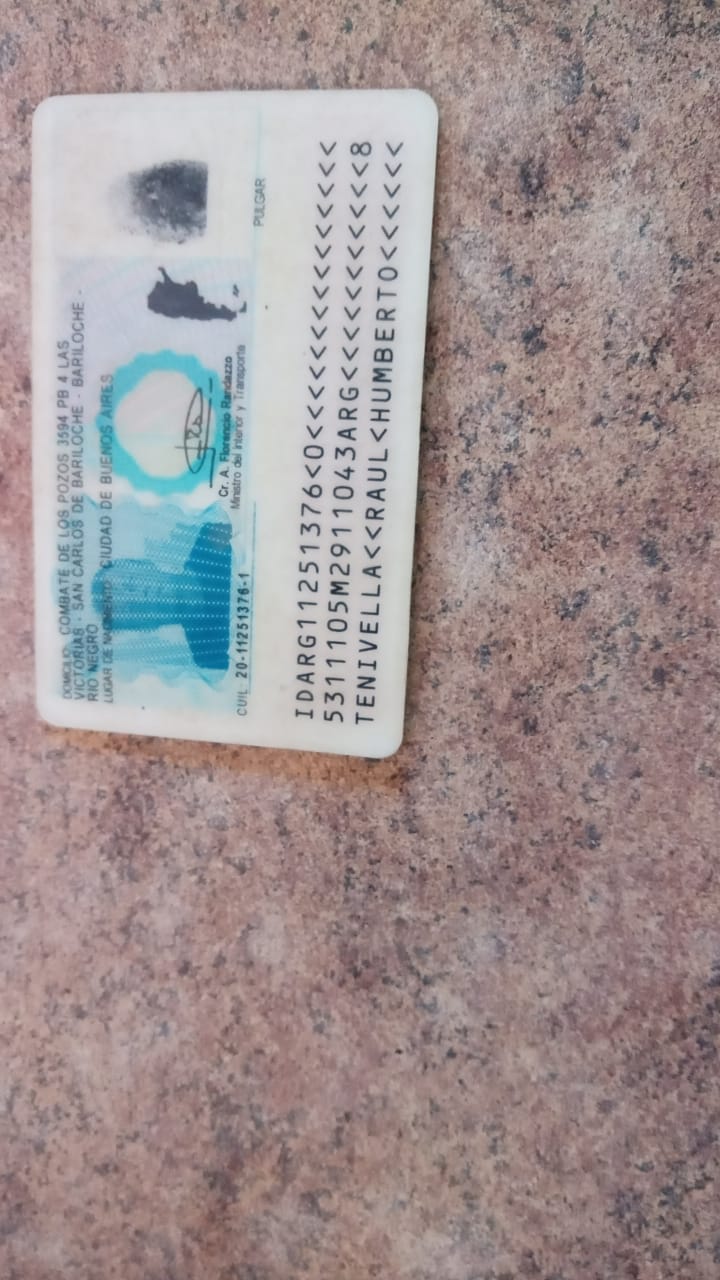 DOMICILIO: COMBATE DE LOS POZOS 3594 PB 4 LAS
VICTORIAS - SAN CARLOS DE BARILOCHE - BARILOCHE -
RIO NEGRO
LUGAR DE NACIMIENTO: CIUDAD DE BUENOS AIRES
Cr. A. Florencio Randazzo
Ministro del Interior y Transporte
PULGAR
CUIL: 20-11251376-1
IDARG11251376<0<<<<<<<<<<<<<<<
5311105M2911043ARG<<<<<<<<<<<8
TENIVELLA<<RAUL<HUMBERTO<<<<<<